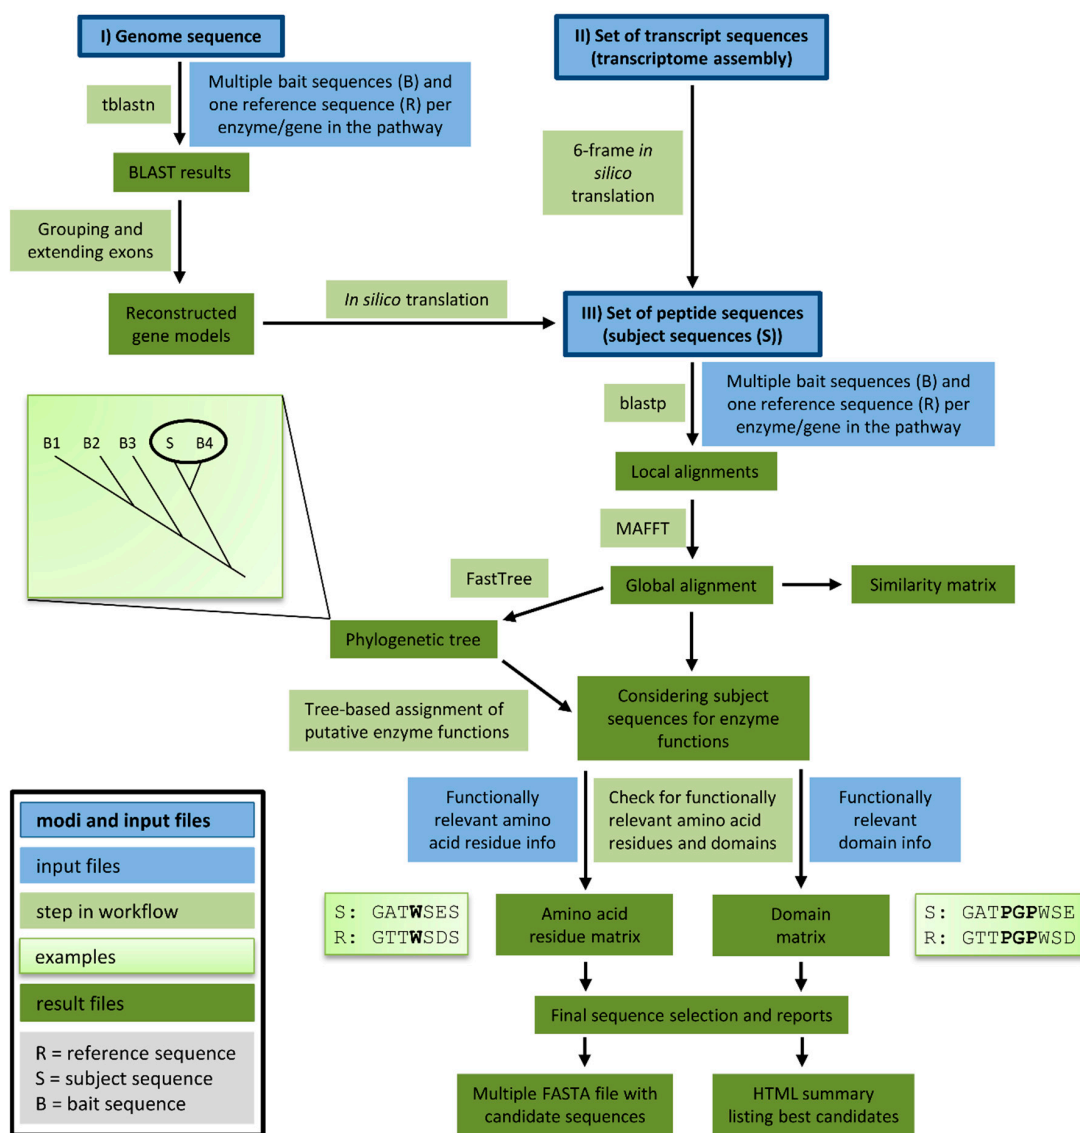 I) Genome sequence
II) Set of transcript sequences
(transcriptome assembly)
tblastn
Multiple bait sequences (B) and
one reference sequence (R) per
enzyme/gene in the pathway
BLAST results
6-frame in
silico
translation
Grouping and
extending exons
Reconstructed
gene models
In silico translation
III) Set of peptide sequences
(subject sequences (S))
blastp
Multiple bait sequences (B) and
one reference sequence (R) per
enzyme/gene in the pathway
B1 B2 B3 S B4
Local alignments
MAFFT
FastTree
Global alignment
Similarity matrix
Phylogenetic tree
Tree-based assignment of
putative enzyme functions
Considering subject
sequences for enzyme
functions
Functionally
relevant amino
acid residue info
Check for functionally
relevant amino acid
residues and domains
Functionally
relevant
domain info
S: GATWSES
R: GTTWSDS
Amino acid
residue matrix
Domain
matrix
S: GATPGPWSE
R: GTTPGPWSD
Final sequence selection and reports
Multiple FASTA file with
candidate sequences
HTML summary
listing best candidates
modi and input files
input files
step in workflow
examples
result files
R = reference sequence
S = subject sequence
B = bait sequence